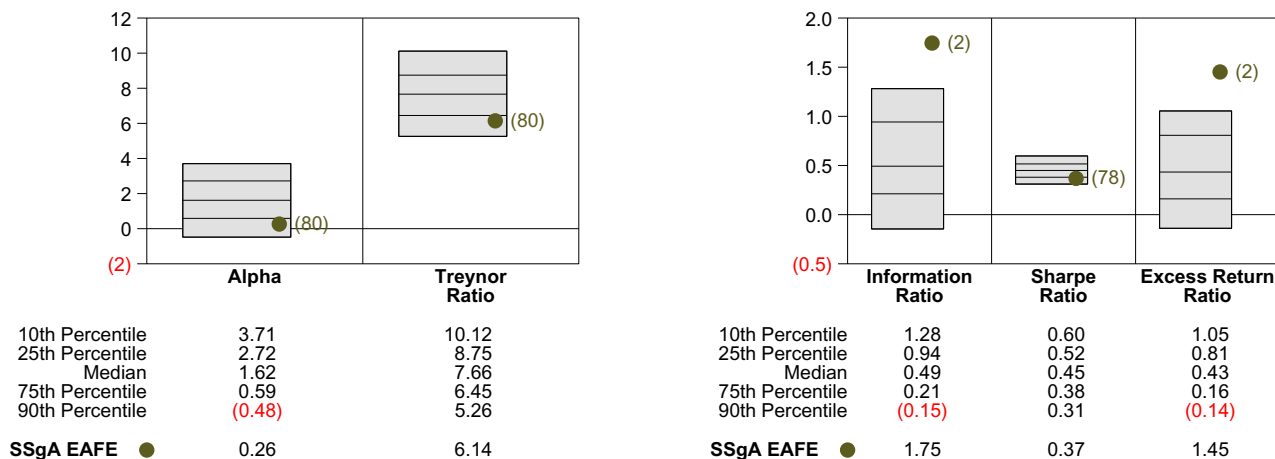 12
10
8
6
4
2
0
(2)
(80)
(80)
Alpha Treynor
Ratio
10th Percentile 3.71 10.12
25th Percentile 2.72 8.75
Median 1.62 7.66
75th Percentile 0.59 6.45
90th Percentile (0.48) 5.26
SSgA EAFE 0.26 6.14
2.0
1.5
1.0
0.5
0.0
(0.5)
(2)
(78)
(2)
Information Sharpe Excess Return
Ratio Ratio Ratio
10th Percentile 1.28 0.60 1.05
25th Percentile 0.94 0.52 0.81
Median 0.49 0.45 0.43
75th Percentile 0.21 0.38 0.16
90th Percentile (0.15) 0.31 (0.14)
SSgA EAFE 1.75 0.37 1.45